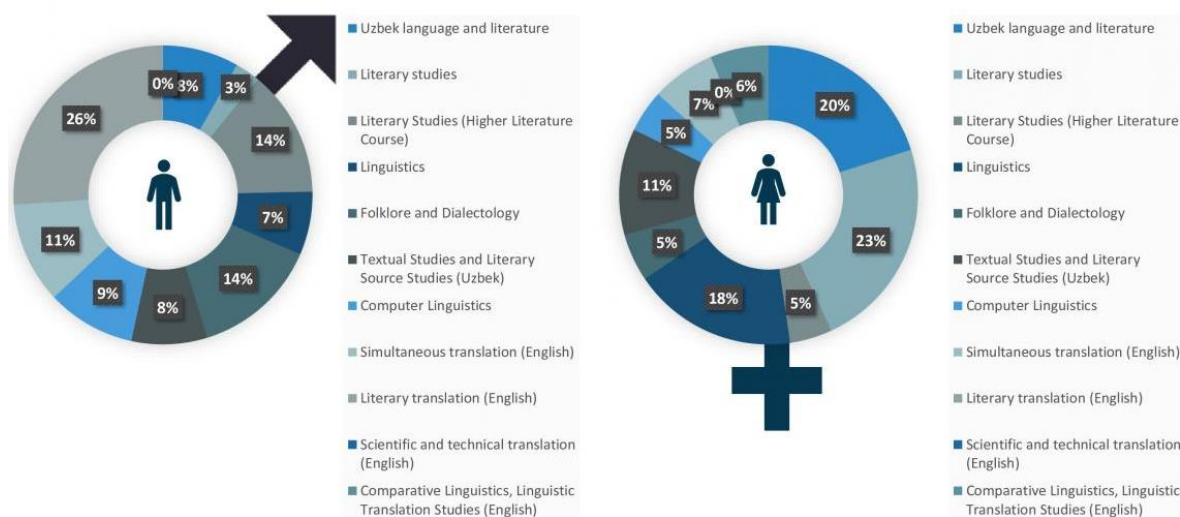 0%
8%
3%
26%
14%
7%
11%
14%
9%
8%
Uzbek language and literature
Literary studies
Literary Studies (Higher Literature
Course)
Linguistics
Folklore and Dialectology
Textual Studies and Literary
Source Studies (Uzbek)
Computer Linguistics
Simultaneous translation (English)
Literary translation (English)
Scientific and technical translation
(English)
Comparative Linguistics, Linguistic
Translation Studies (English)
0%
6%
7%
20%
5%
11%
23%
5%
18%
5%
Uzbek language and literature
Literary studies
Literary Studies (Higher Literature
Course)
Linguistics
Folklore and Dialectology
Textual Studies and Literary
Source Studies (Uzbek)
Computer Linguistics
Simultaneous translation (English)
Literary translation (English)
Scientific and technical translation
(English)
Comparative Linguistics, Linguistic
Translation Studies (English)